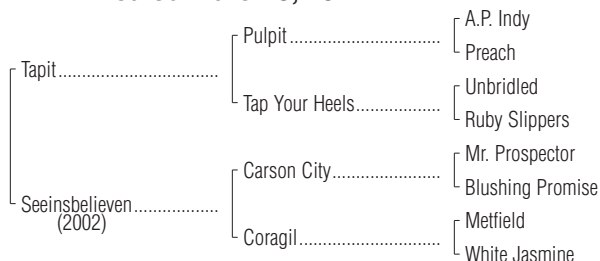 Pulpit
A.P. Indy
Preach
Tapit
Tap Your Heels
Unbridled
Ruby Slippers
Carson City
Mr. Prospector
Blushing Promise
Seeinsbelieven
(2002)
Coragil
Metfield
White Jasmine